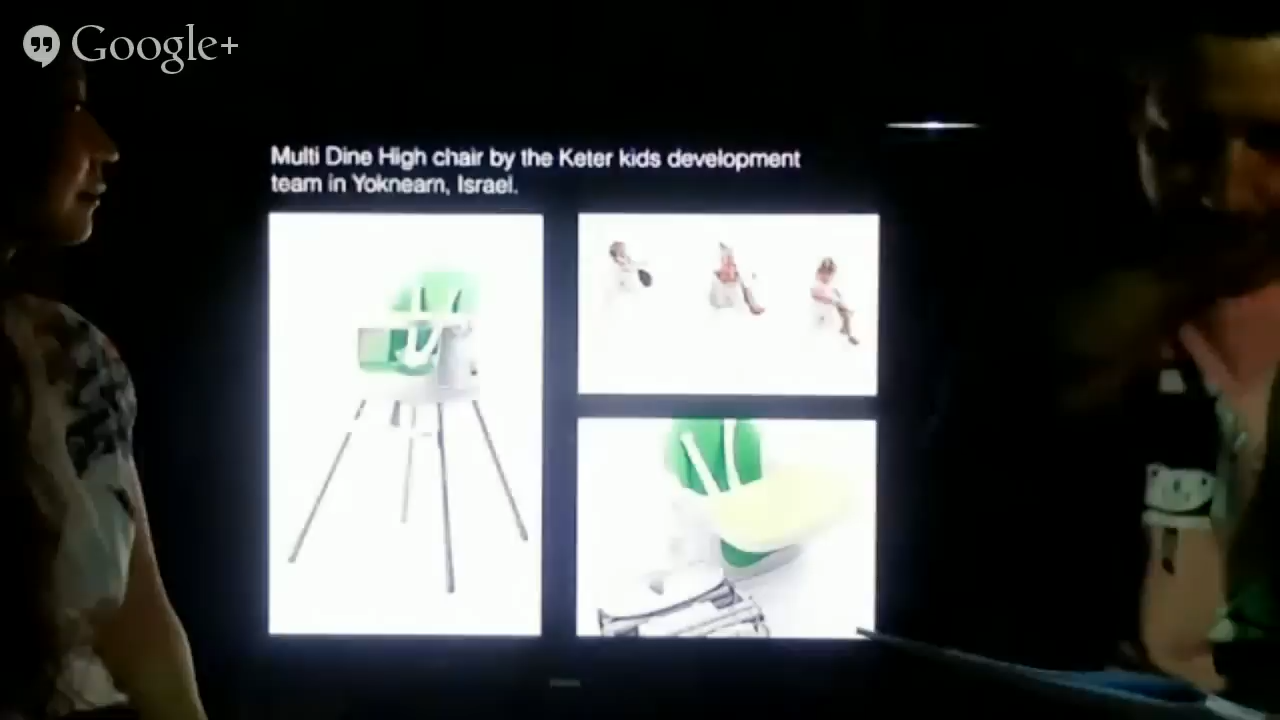 Google+
Multi Dine High chair by the Keter kids development
team in Yoknearn, Israel.